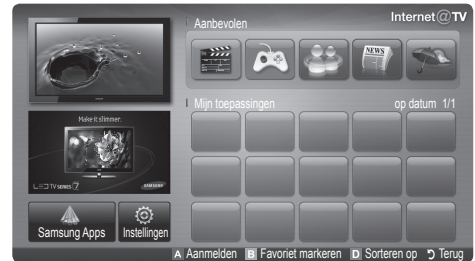 Internet@TV
Aanbevolen
NEWS
Mijn toepassingen op datum 1/1
Make it slimmer.
LED TV SERIES 7 SAMSUNG
Samsung Apps Instellingen
A Aanmelden B Favoriet markeren D Sorteren op Terug